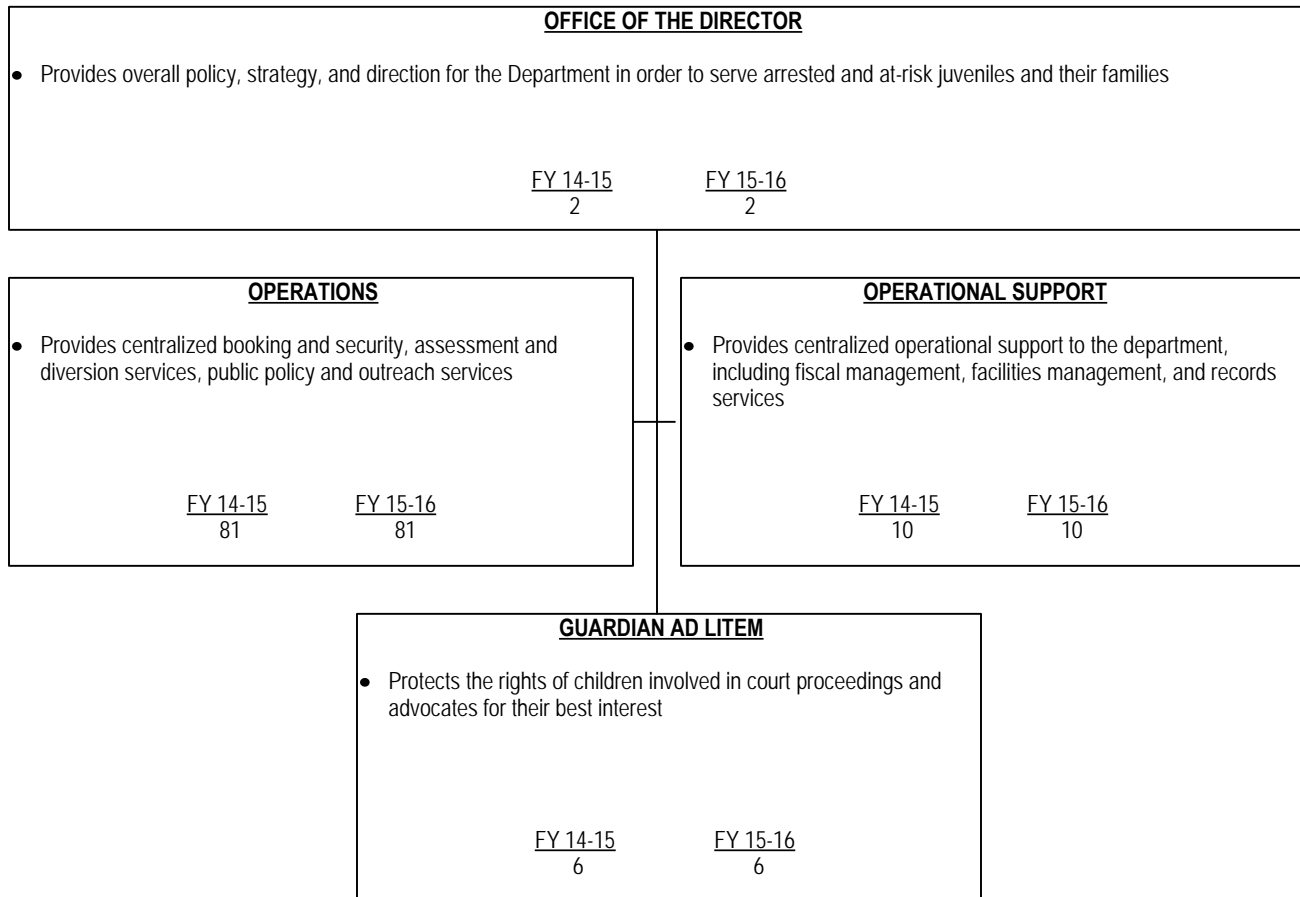 OFFICE OF THE DIRECTOR
● Provides overall policy, strategy, and direction for the Department in order to serve arrested and at-risk juveniles and their families
FY 14-15 FY 15-16
2 2
OPERATIONS
● Provides centralized booking and security, assessment and
diversion services, public policy and outreach services
FY 14-15 FY 15-16
81 81
OPERATIONAL SUPPORT
● Provides centralized operational support to the department,
including fiscal management, facilities management, and records
services
FY 14-15 FY 15-16
10 10
GUARDIAN AD LITEM
● Protects the rights of children involved in court proceedings and
advocates for their best interest
FY 14-15 FY 15-16
6 6